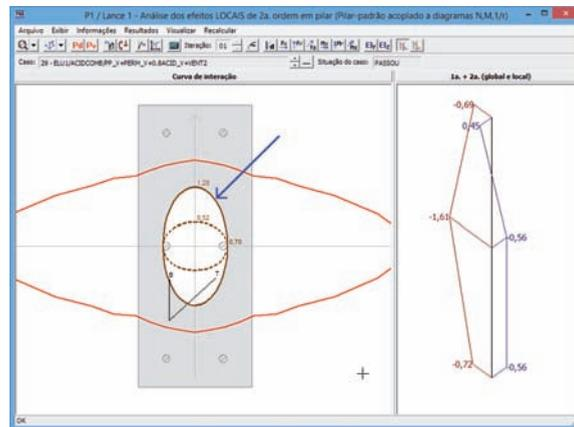 P1 / Lance 1 - Análise dos efeitos LOCAIS de 2a. ordem em pilar (Pilar-padrão acoplado a diagramas N,M,1/r)
Arquivo Exibir Informações Resultados Visualizar Recalcular
Iteração: 01
Caso: 29 - ELU1/ACIDCOMB/PP_V+PERM_V+0.8ACID_V+VENT2 Situação do caso: PASSOU
Curva de interação
1a. + 2a. (global e local)
-0,69
0,45
1,28
0,52
0,78
-1,61
-0,56
B
T
-0,72
-0,56
OK